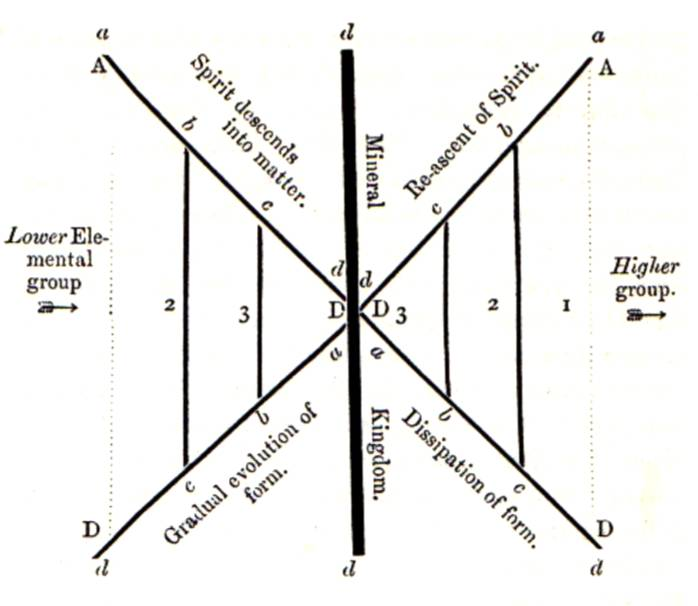 a
d
a
A
A
Spirit descends
into matter.
Mineral
Re-ascent of Spirit.
b
b
c
c
Lower Ele-
mental
group
Higher
group.
d
d
2
3
D
D
3
2
1
a
a
b
b
Gradual evolution of
form.
Kingdom.
Dissipation of form.
c
c
D
D
d
d
d